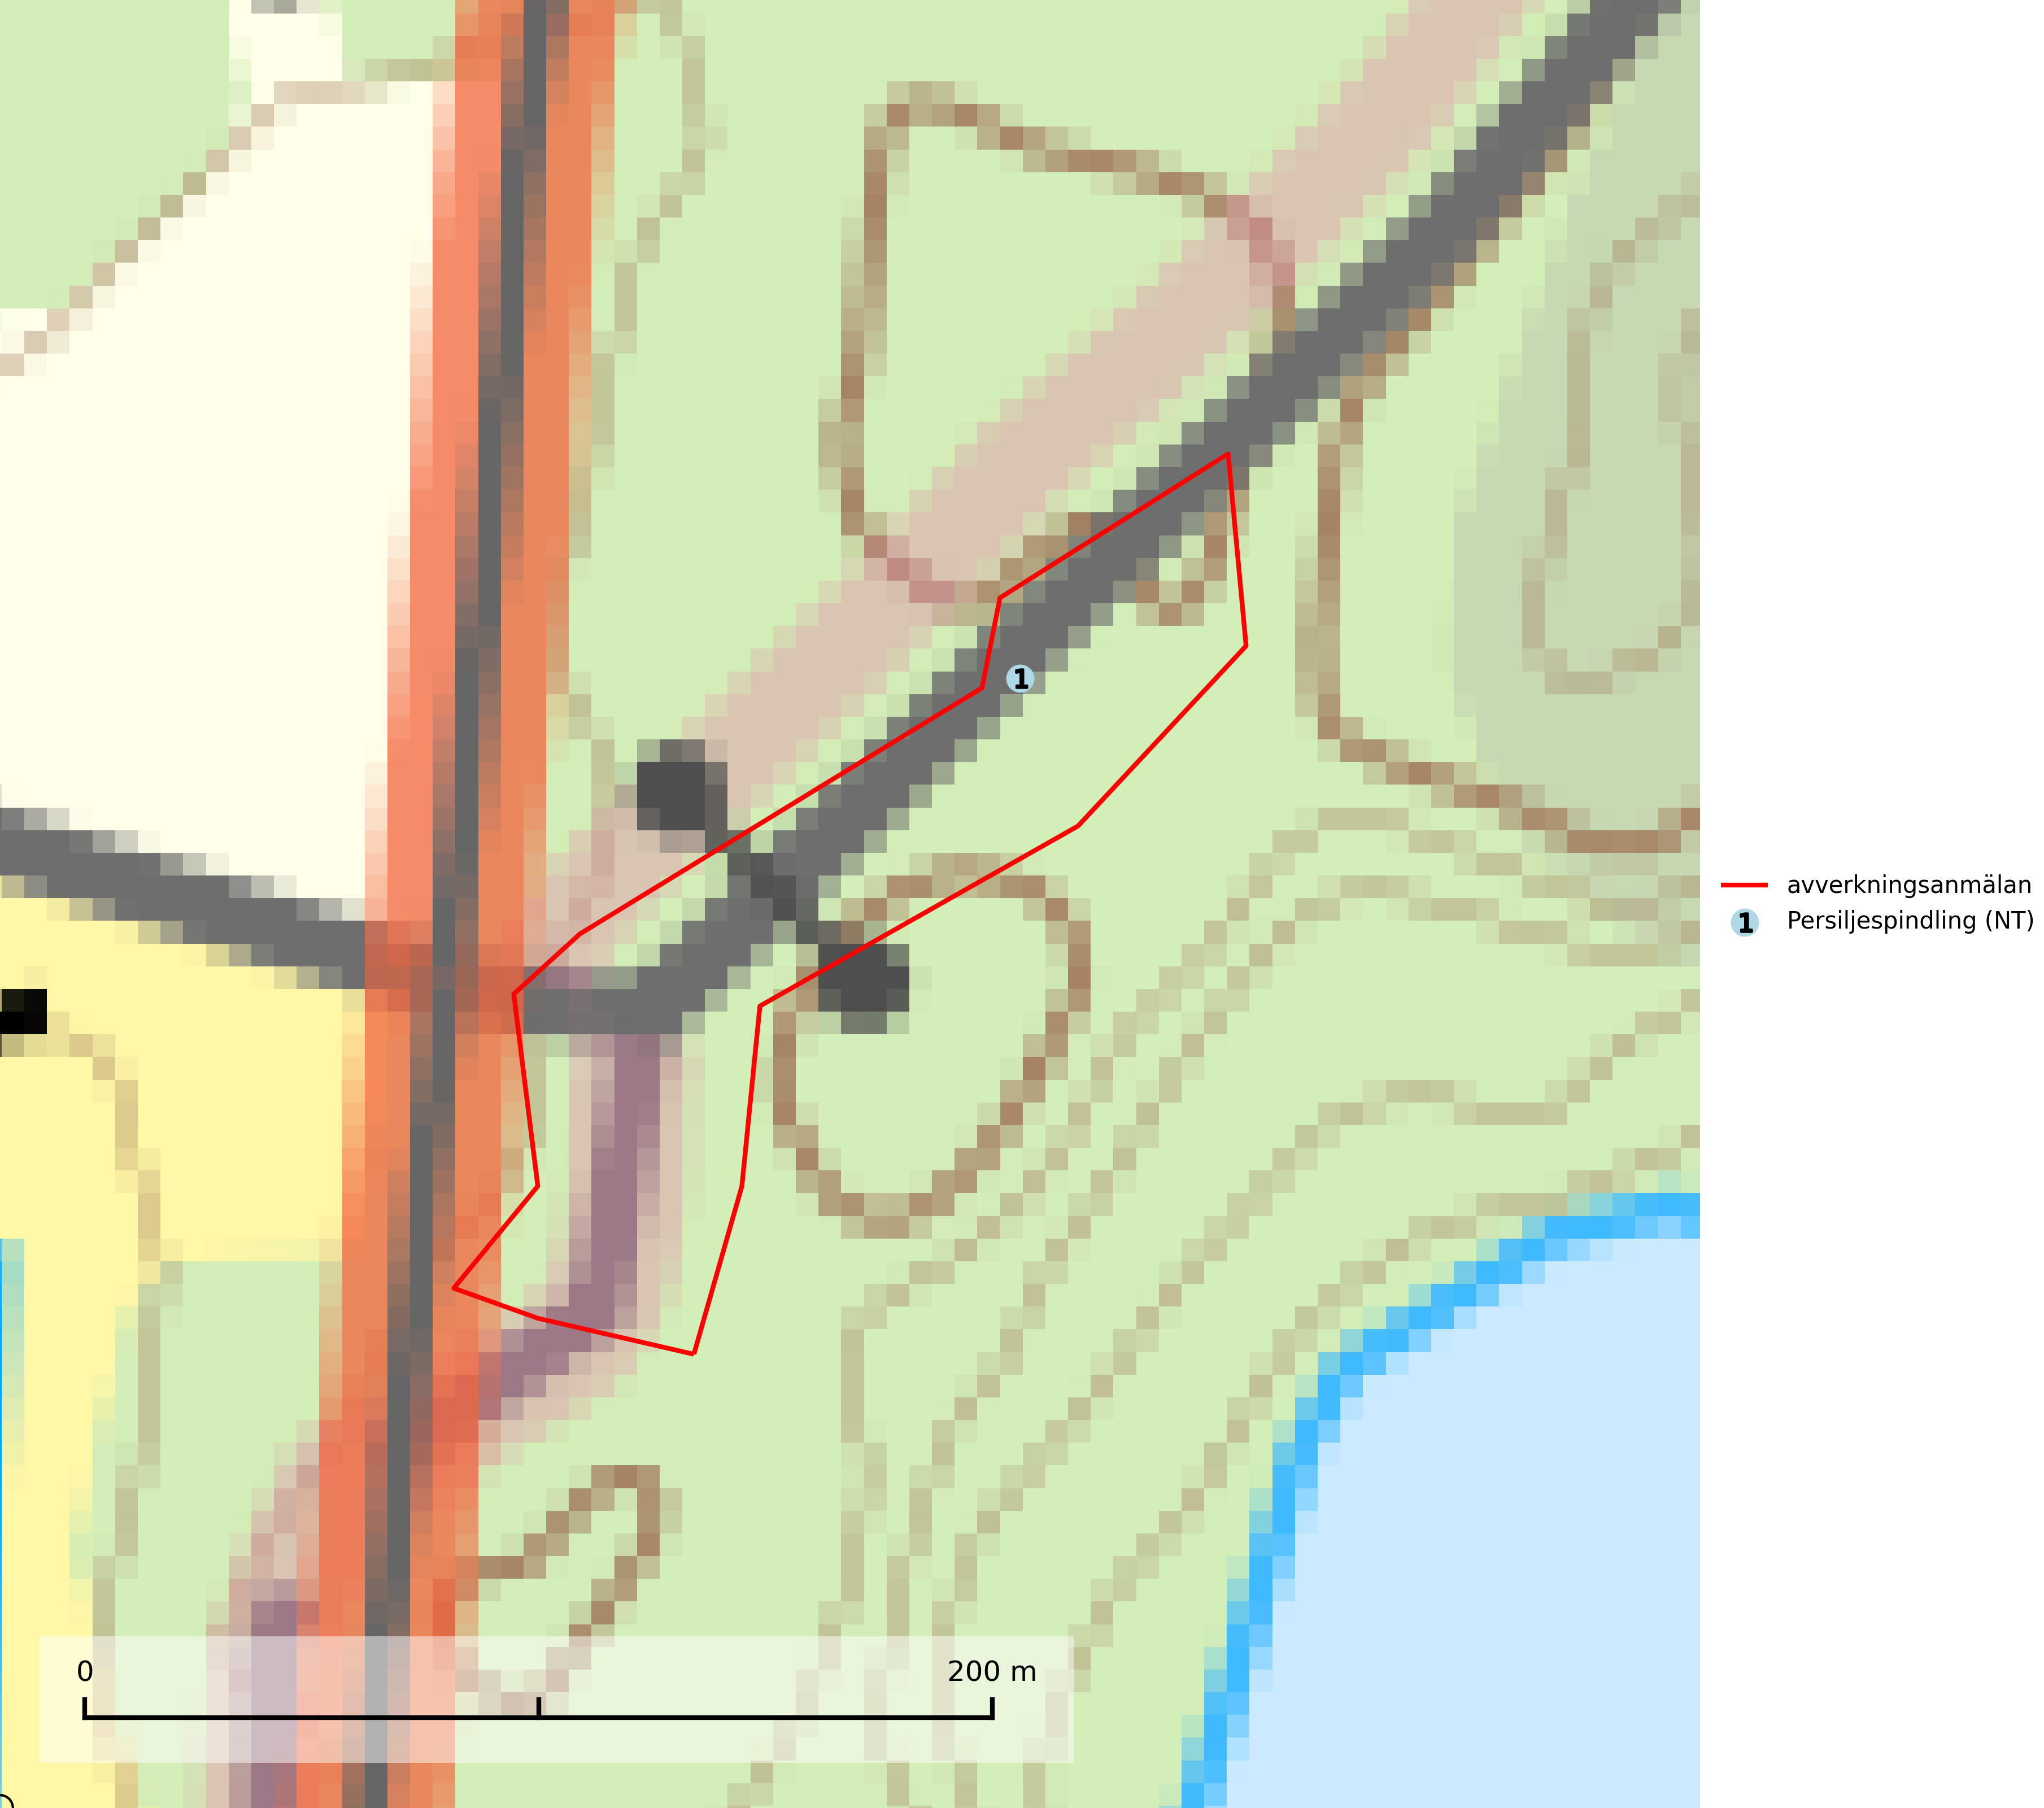 1
avverkningsanmälan
1 Persiljespindling (NT)
0 200 m